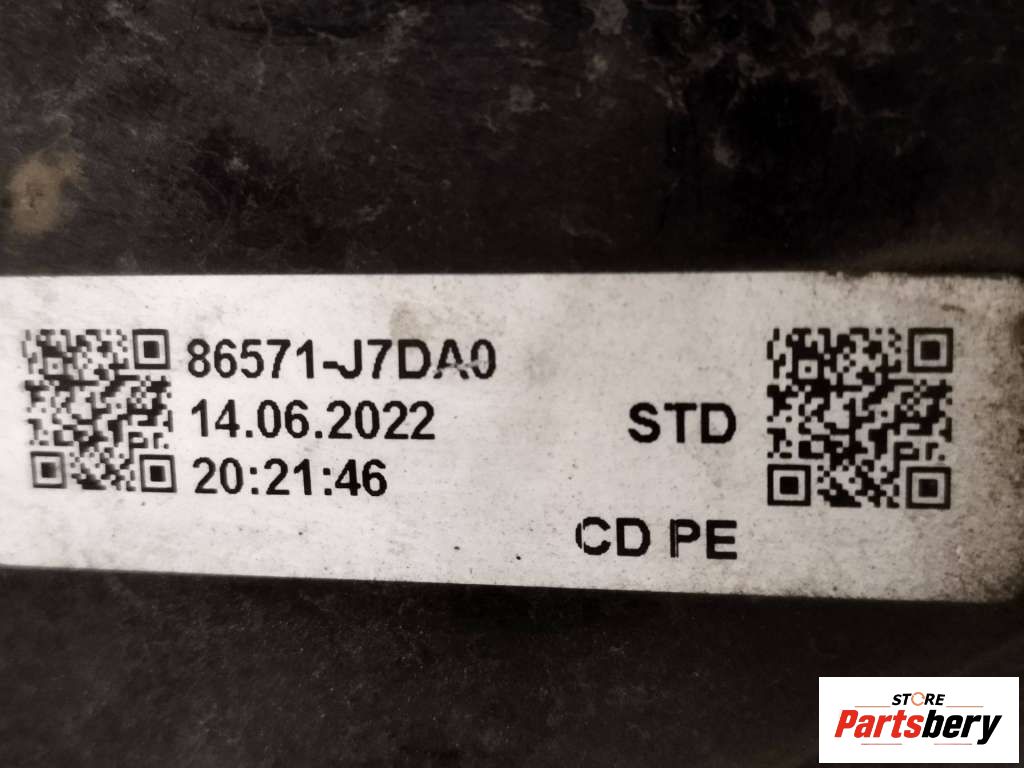 86571-J7DA0
14.06.2022
STD
20:21:46
CD PE
STORE
Partsbery